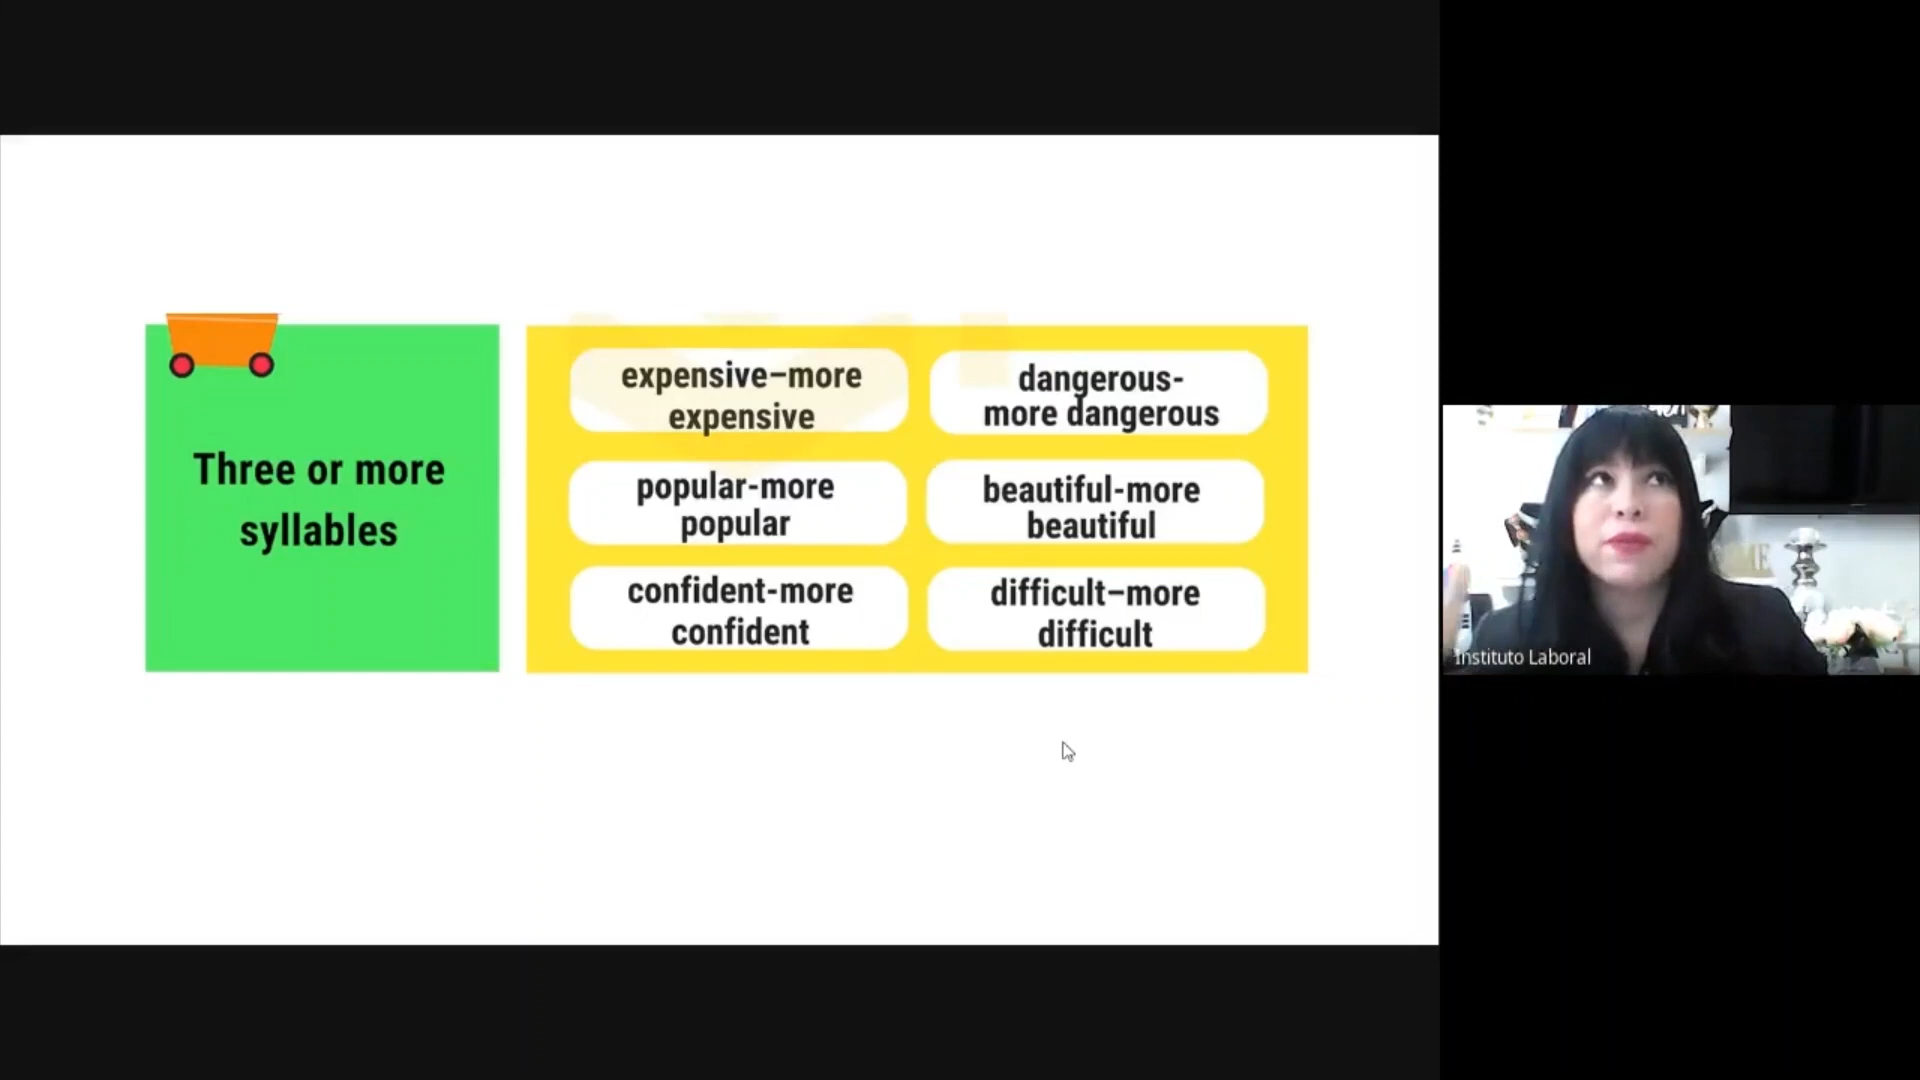 Three or more
syllables
expensive–more
expensive
dangerous-
more dangerous
popular-more
popular
beautiful-more
beautiful
confident-more
confident
difficult–more
difficult
Instituto Laboral